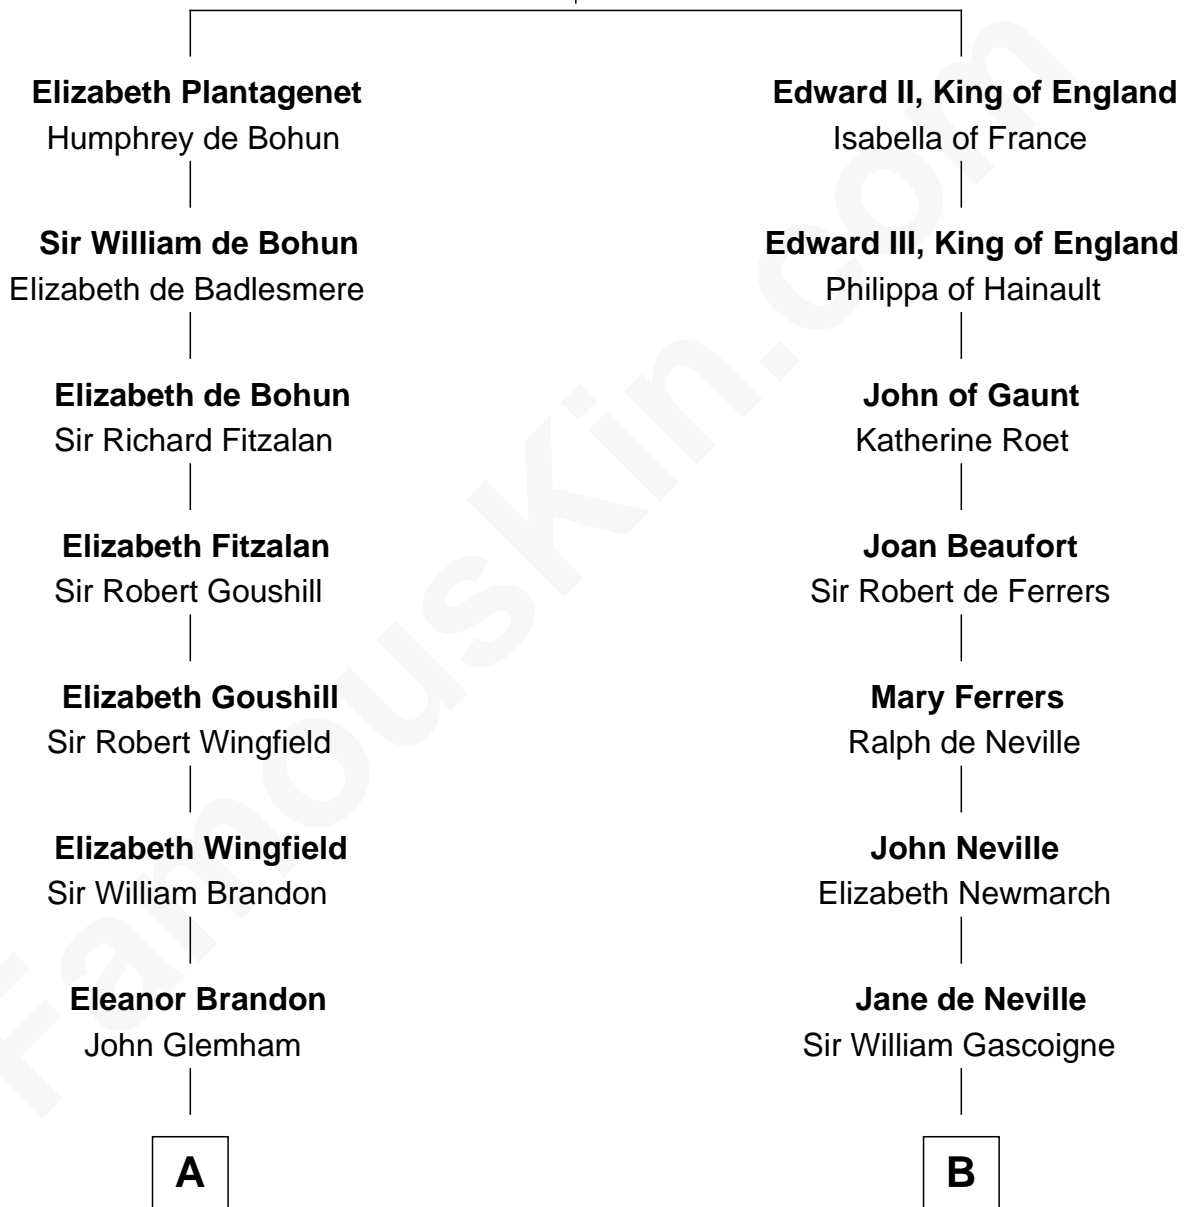 Elizabeth Plantagenet
Humphrey de Bohun
Sir William de Bohun
Elizabeth de Badlesmere
Elizabeth de Bohun
Sir Richard Fitzalan
Elizabeth Fitzalan
Sir Robert Goushill
Elizabeth Goushill
Sir Robert Wingfield
Elizabeth Wingfield
Sir William Brandon
Eleanor Brandon
John Glemham
A
Edward II, King of England
Isabella of France
Edward III, King of England
Philippa of Hainault
John of Gaunt
Katherine Roet
Joan Beaufort
Sir Robert de Ferrers
Mary Ferrers
Ralph de Neville
John Neville
Elizabeth Newmarch
Jane de Neville
Sir William Gascoigne
B
FamousKin.com